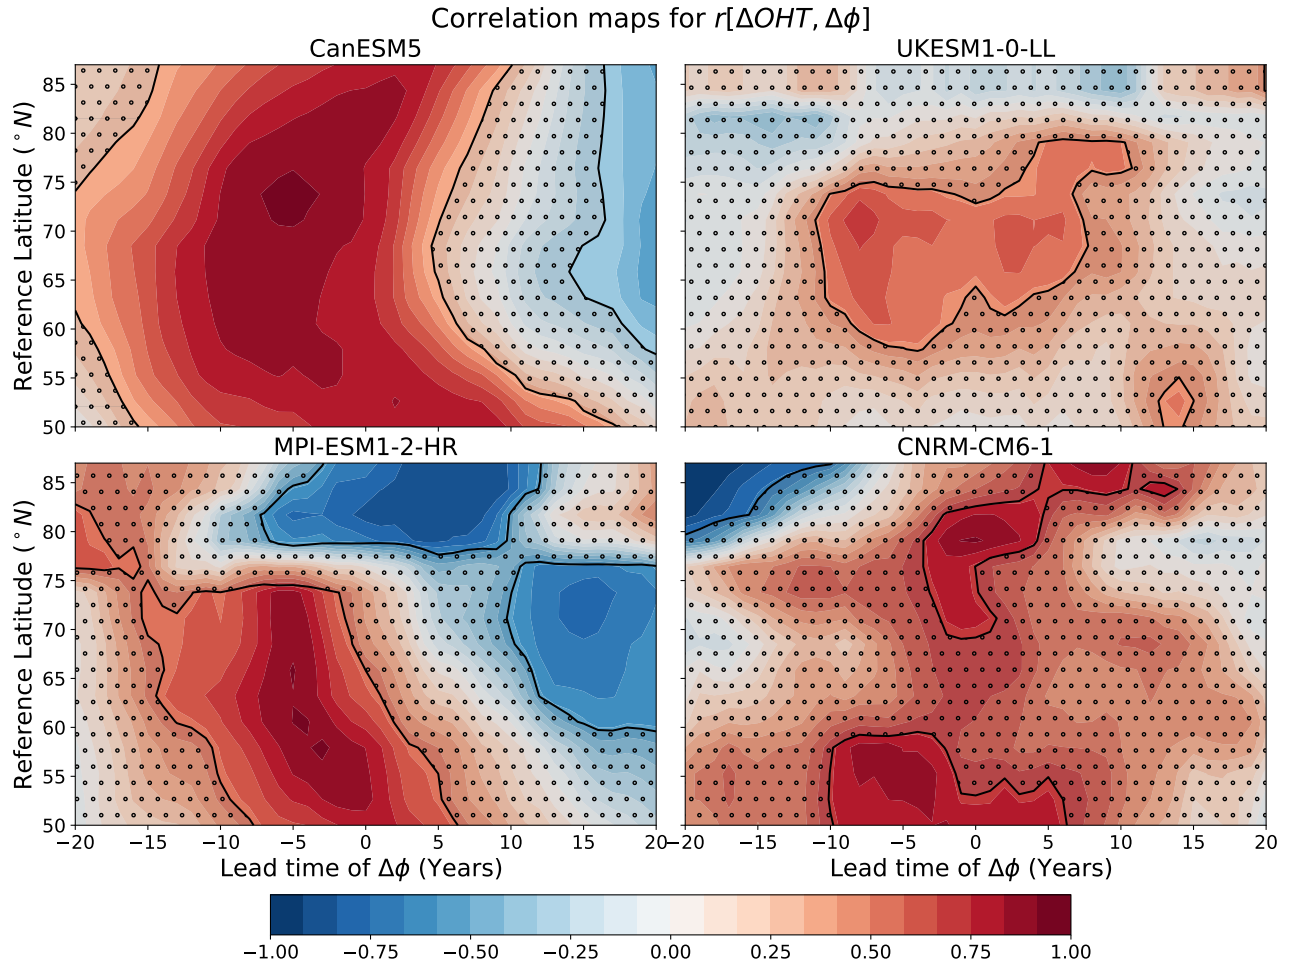 Correlation maps for r[ΔOHT, Δϕ]
CanESM5
UKESM1-0-LL
Reference Latitude (°N)
85
80
75
70
65
60
55
50
MPI-ESM1-2-HR
CNRM-CM6-1
Reference Latitude (°N)
85
80
75
70
65
60
55
50
−20 −15 −10 −5 0 5 10 15 20
−20 −15 −10 −5 0 5 10 15 20
Lead time of Δϕ (Years)
Lead time of Δϕ (Years)
−1.00 −0.75 −0.50 −0.25 0.00 0.25 0.50 0.75 1.00